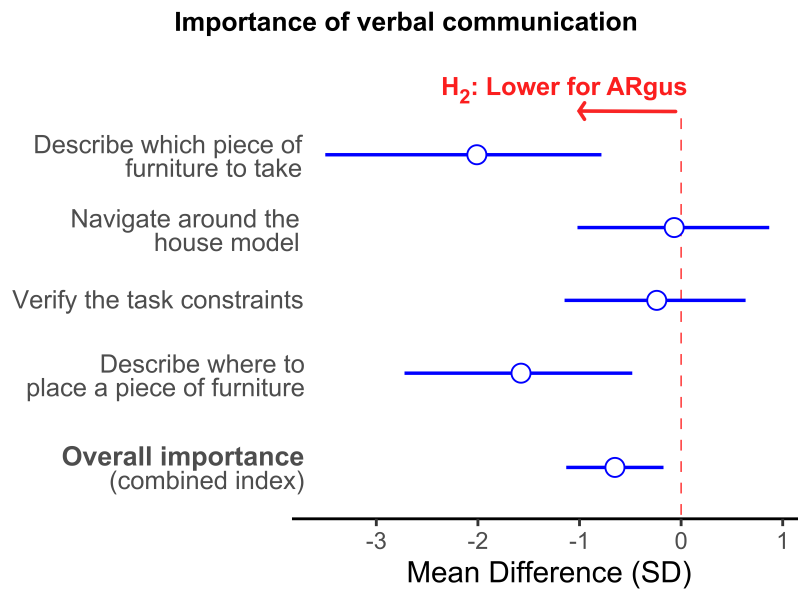 Importance of verbal communication
H₂: Lower for ARgus
Describe which piece of
furniture to take
Navigate around the
house model
Verify the task constraints
Describe where to
place a piece of furniture
Overall importance
(combined index)
-3 -2 -1 0 1
Mean Difference (SD)